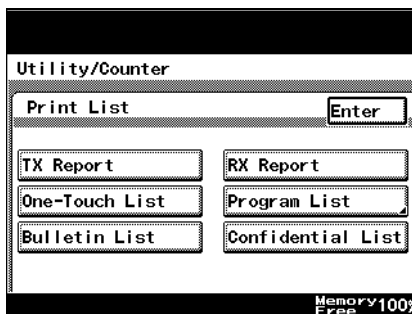 Utility/Counter
Print List
Enter
TX Report
RX Report
One-Touch List
Program List
Bulletin List
Confidential List
Memory
Free 100%